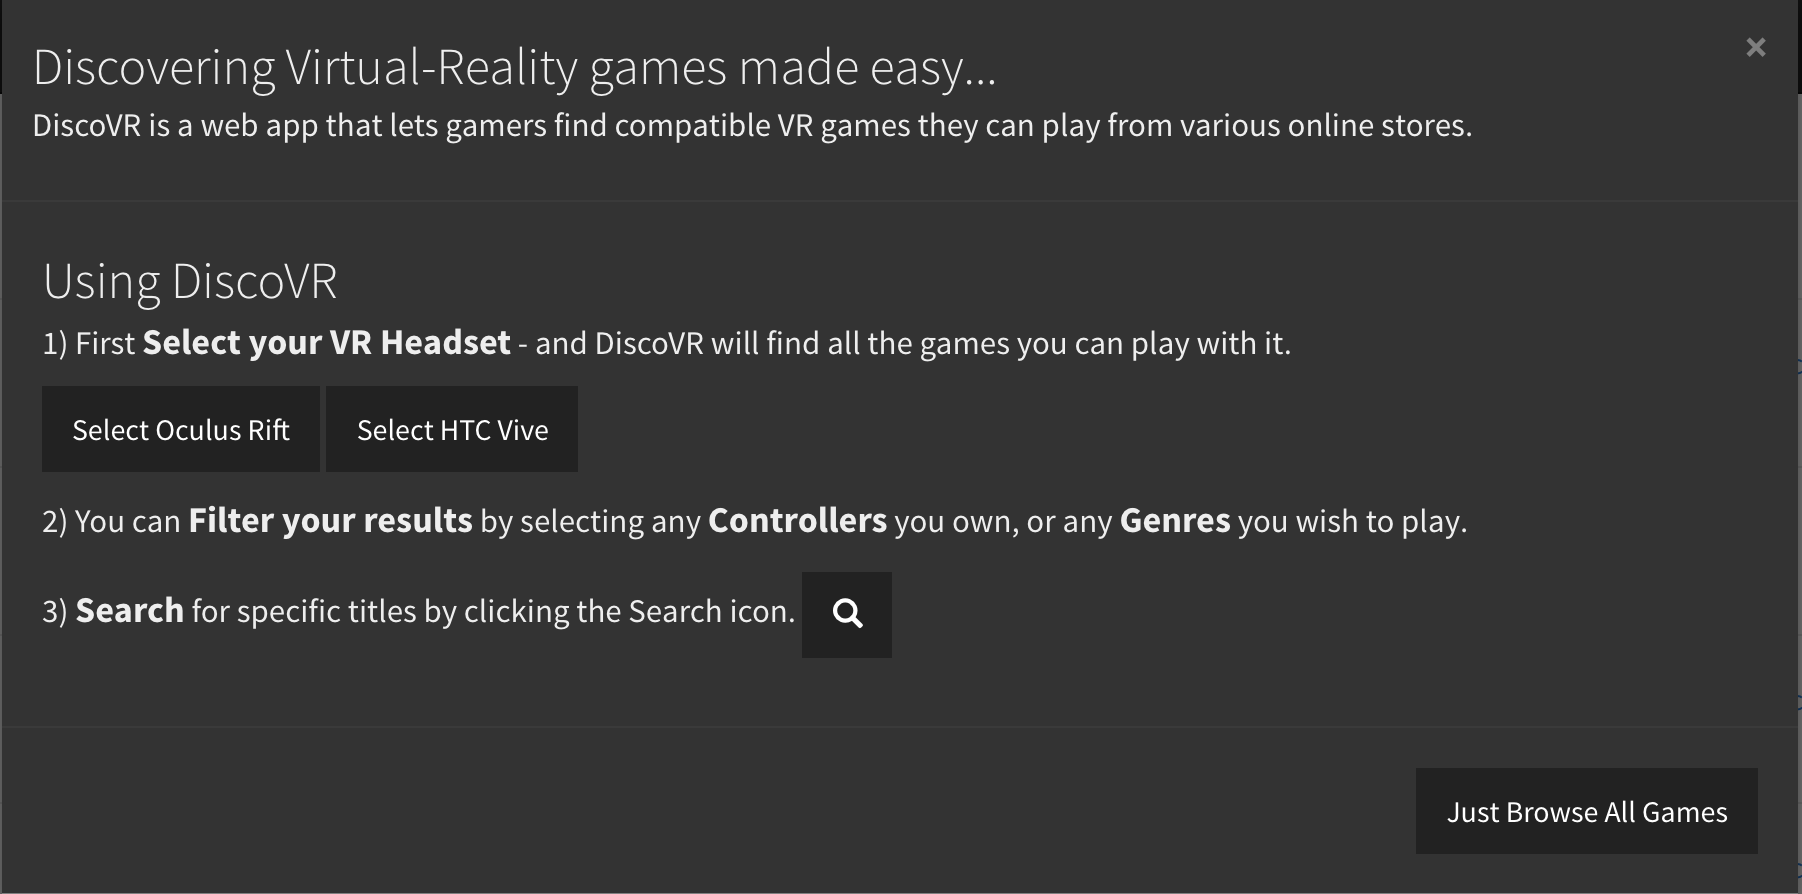 Discovering Virtual-Reality games made easy...
DiscoVR is a web app that lets gamers find compatible VR games they can play from various online stores.
Using DiscoVR
1) First Select your VR Headset - and DiscoVR will find all the games you can play with it.
Select Oculus Rift Select HTC Vive
2) You can Filter your results by selecting any Controllers you own, or any Genres you wish to play.
3) Search for specific titles by clicking the Search icon.
Just Browse All Games